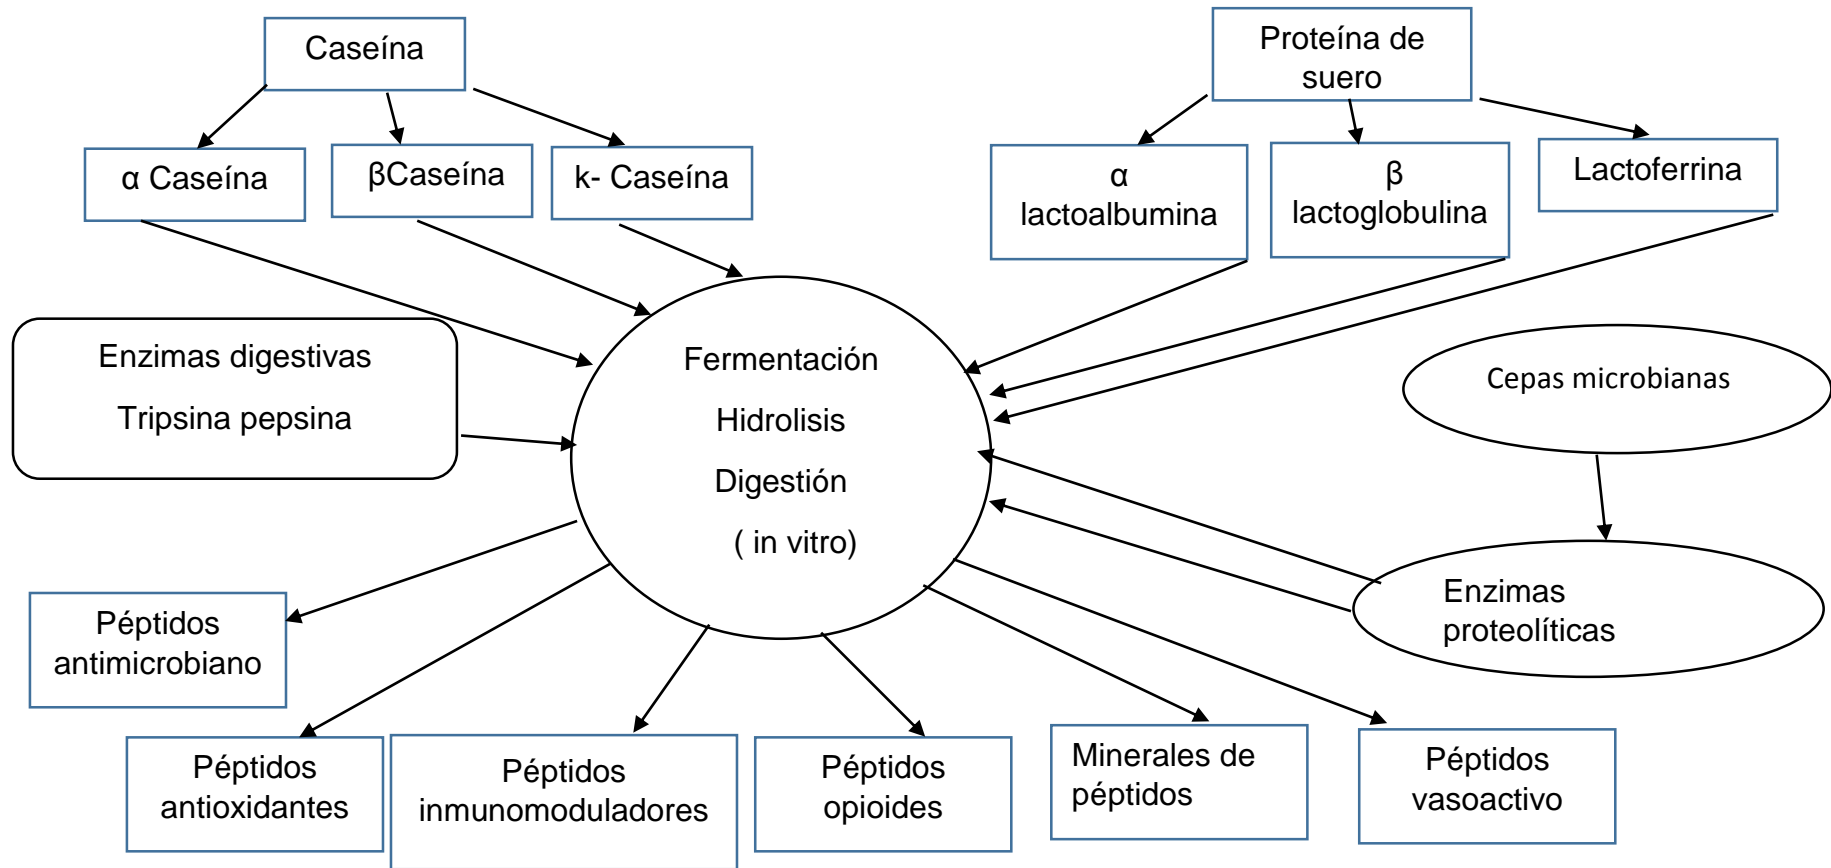 Caseína
Proteína de
suero
α Caseína
βCaseína
k- Caseína
α
lactoalbumina
β
lactoglobulina
Lactoferrina
Enzimas digestivas
Tripsina pepsina
Fermentación
Hidrolisis
Digestión
( in vitro)
Cepas microbianas
Enzimas
proteolíticas
Péptidos
antimicrobiano
Péptidos
antioxidantes
Péptidos
inmunomoduladores
Péptidos
opioides
Minerales de
péptidos
Péptidos
vasoactivo